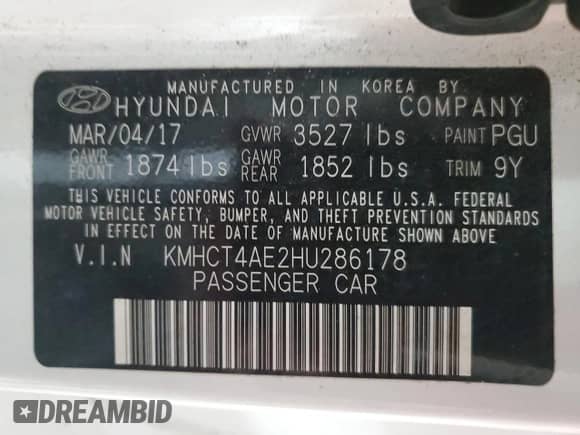 MANUFACTURED IN KOREA BY
HYUNDAI MOTOR COMPANY
MAR/04/17 GVWR 3527 lbs PAINT PGU
GAWR FRONT 1874 lbs GAWR REAR 1852 lbs TRIM 9Y
THIS VEHICLE CONFORMS TO ALL APPLICABLE U.S.A. FEDERAL
MOTOR VEHICLE SAFETY, BUMPER, AND THEFT PREVENTION STANDARDS
IN EFFECT ON THE DATE OF MANUFACTURE SHOWN ABOVE.
V.I.N KMHCT4AE2HU286178
PASSENGER CAR
DREAMBID